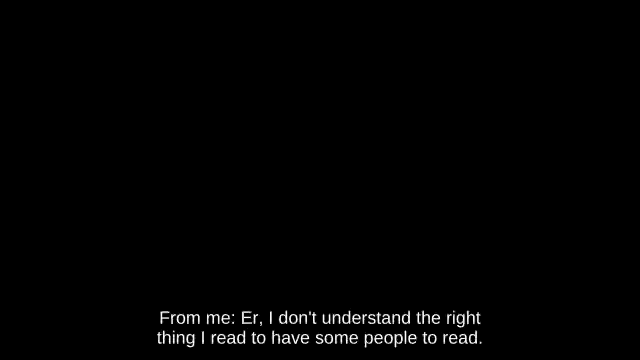 From me: Er, I don't understand the right
thing I read to have some people to read.